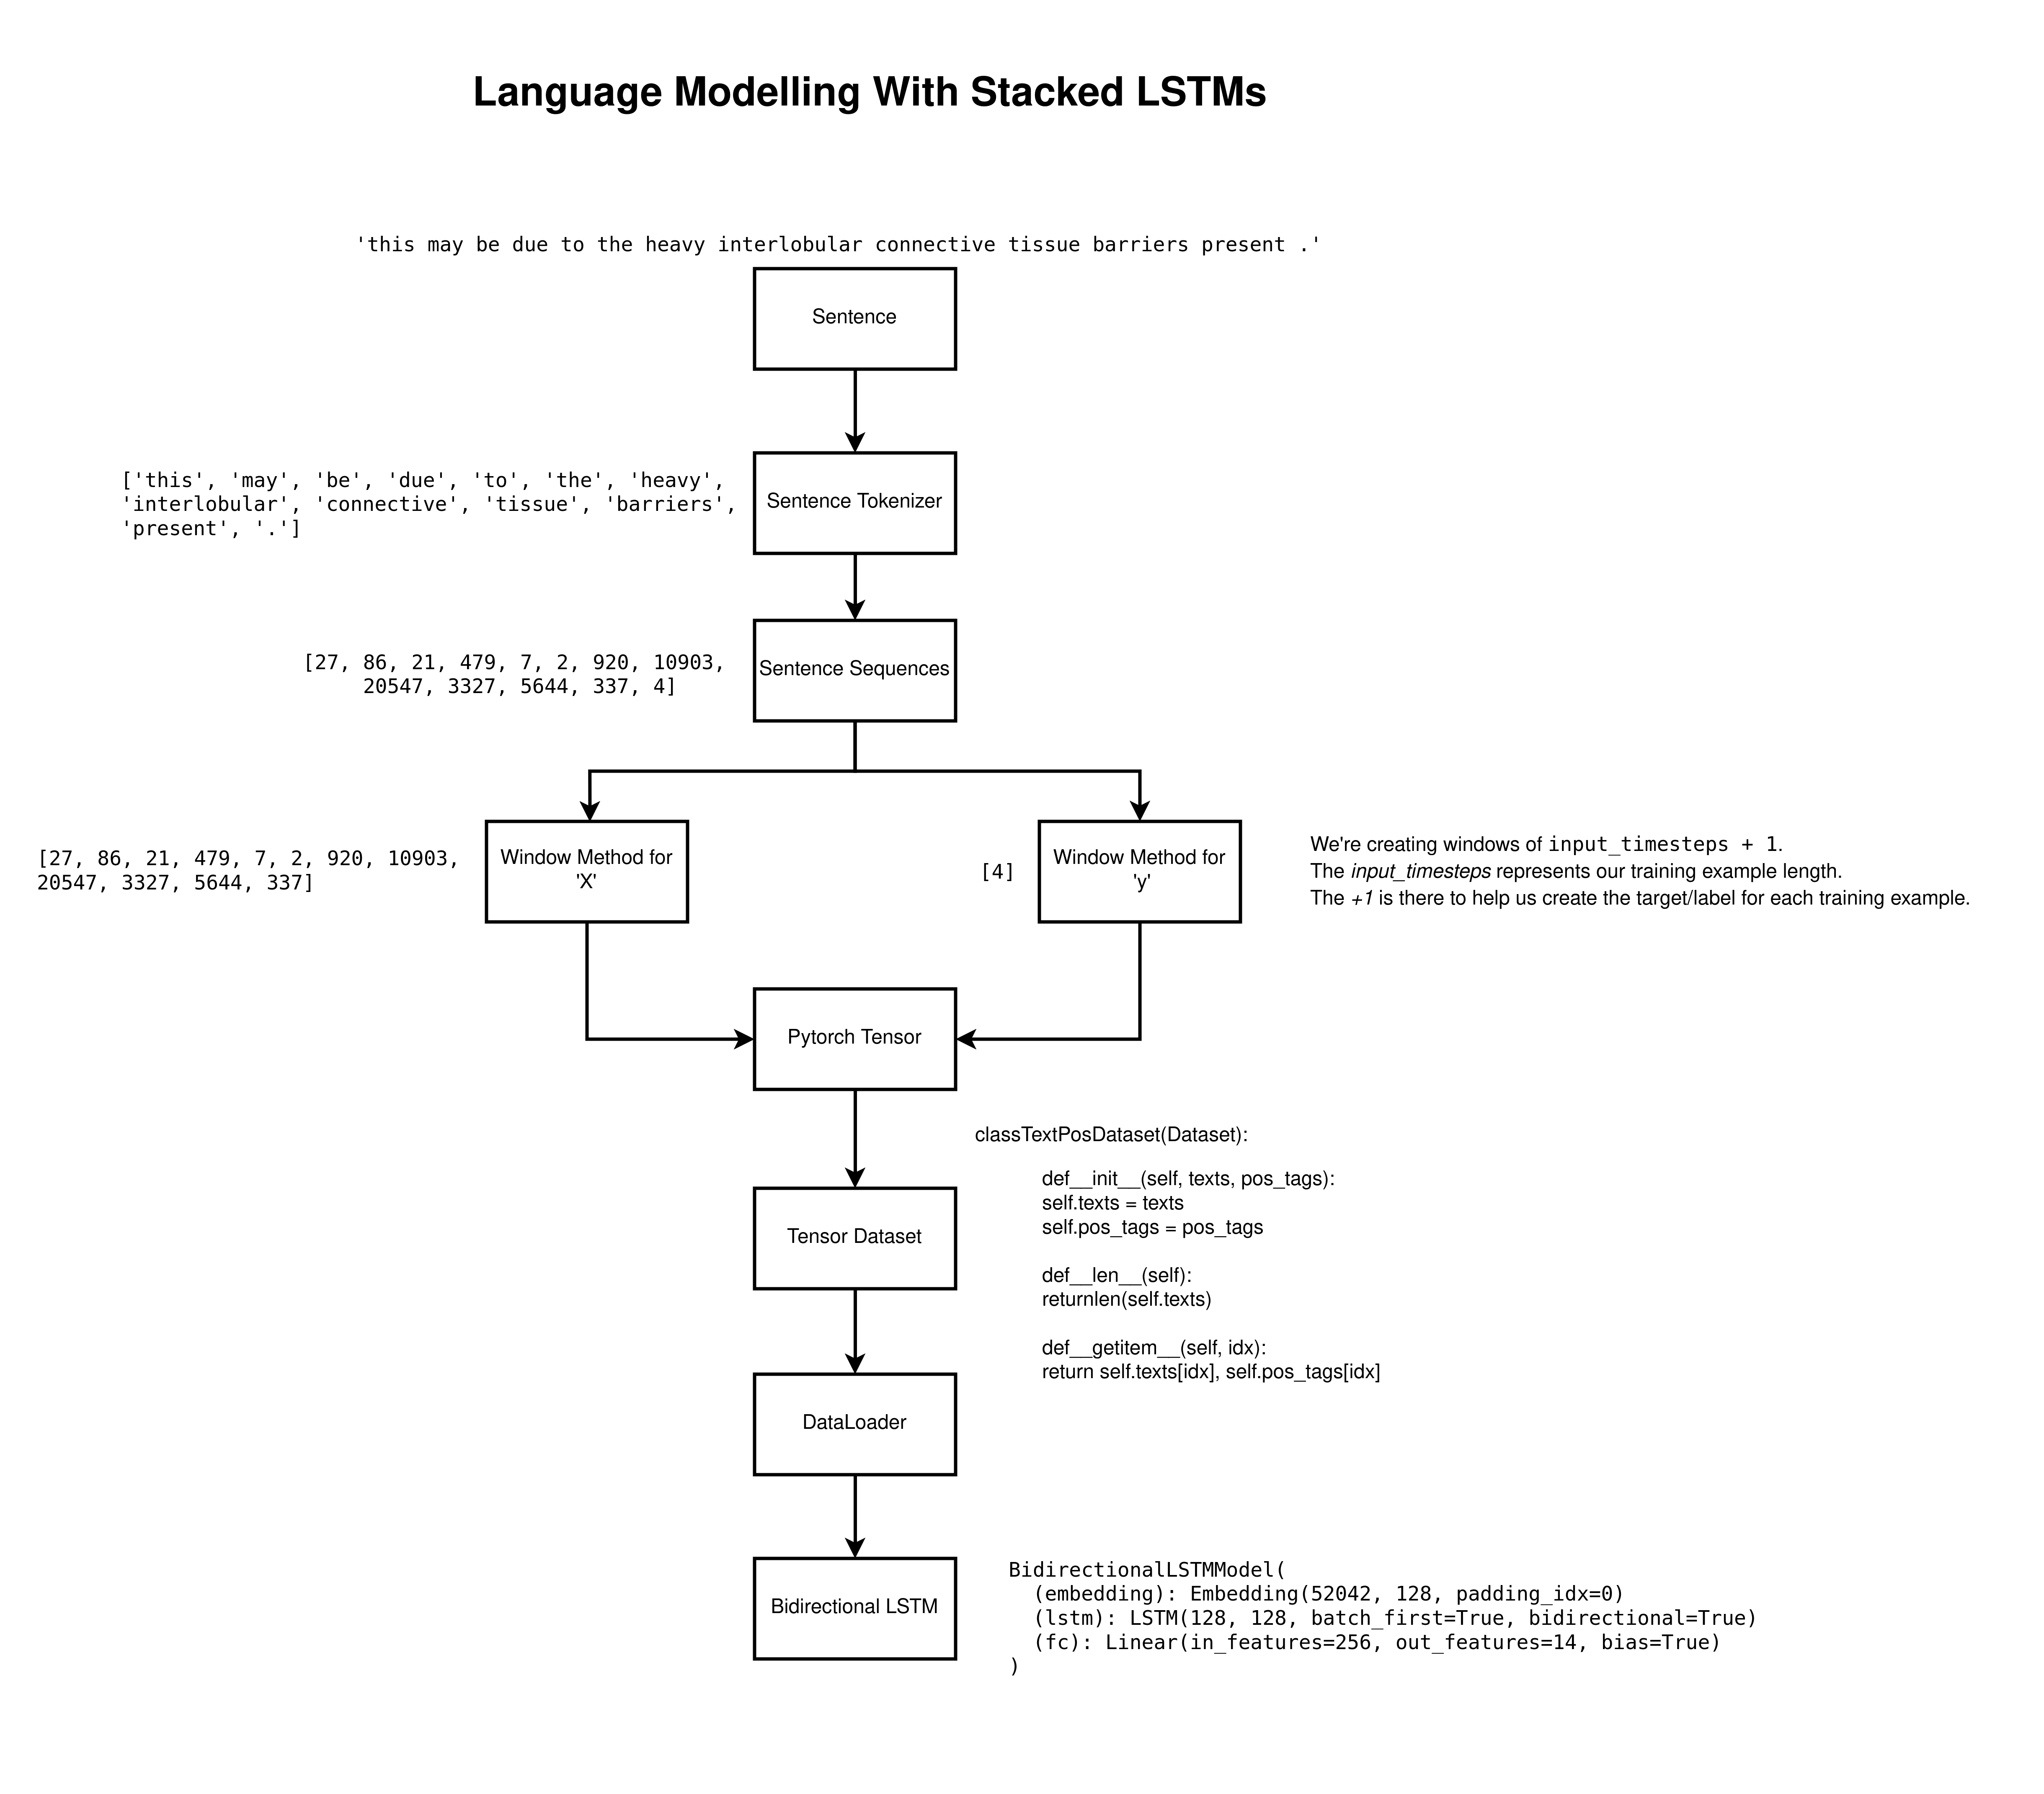 Language Modelling With Stacked LSTMs
'this may be due to the heavy interlobular connective tissue barriers present .'
Sentence
['this', 'may', 'be', 'due', 'to', 'the', 'heavy',
'interlobular', 'connective', 'tissue', 'barriers',
'present', '.']
Sentence Tokenizer
[27, 86, 21, 479, 7, 2, 920, 10903,
20547, 3327, 5644, 337, 4]
Sentence Sequences
[27, 86, 21, 479, 7, 2, 920, 10903,
20547, 3327, 5644, 337]
Window Method for
'X'
[4]
Window Method for
'y'
We're creating windows of input_timesteps + 1.
The input_timesteps represents our training example length.
The +1 is there to help us create the target/label for each training example.
Pytorch Tensor
classTextPosDataset(Dataset):
def__init__(self, texts, pos_tags):
self.texts = texts
self.pos_tags = pos_tags
def__len__(self):
returnlen(self.texts)
def__getitem__(self, idx):
return self.texts[idx], self.pos_tags[idx]
Tensor Dataset
DataLoader
Bidirectional LSTM
BidirectionalLSTMModel(
(embedding): Embedding(52042, 128, padding_idx=0)
(lstm): LSTM(128, 128, batch_first=True, bidirectional=True)
(fc): Linear(in_features=256, out_features=14, bias=True)
)